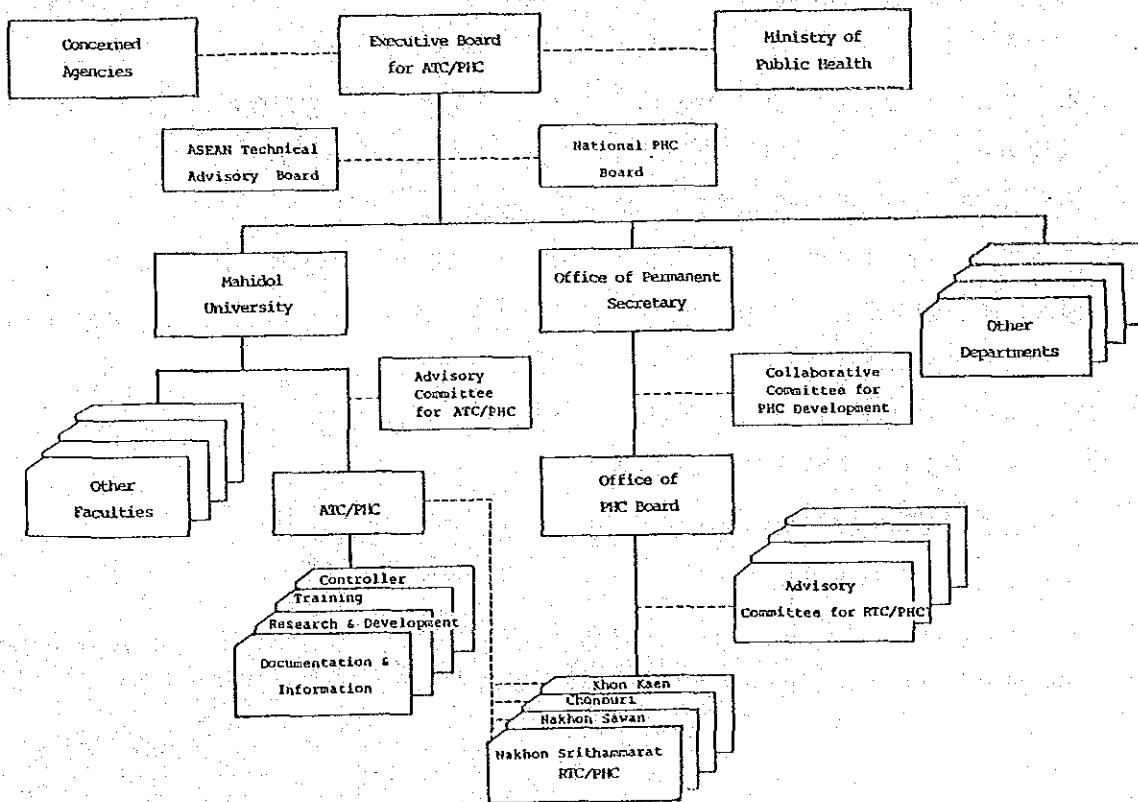 Concerned
Agencies
Executive Board
for ATC/PHC
Ministry of
Public Health
ASEAN Technical
Advisory Board
National PHC
Board
Mahidol
University
Office of Permanent
Secretary
Other
Departments
Advisory
Committee
for ATC/PHC
Collaborative
Committee for
PHC Development
Other
Faculties
ATC/PHC
Office of
PHC Board
Controller
Training
Research & Development
Documentation &
Information
Advisory
Committee for RTC/PHC
Khon Kaen
Chonburi
Nakhon Sawan
Nakhon Srithammarat
RTC/PHC